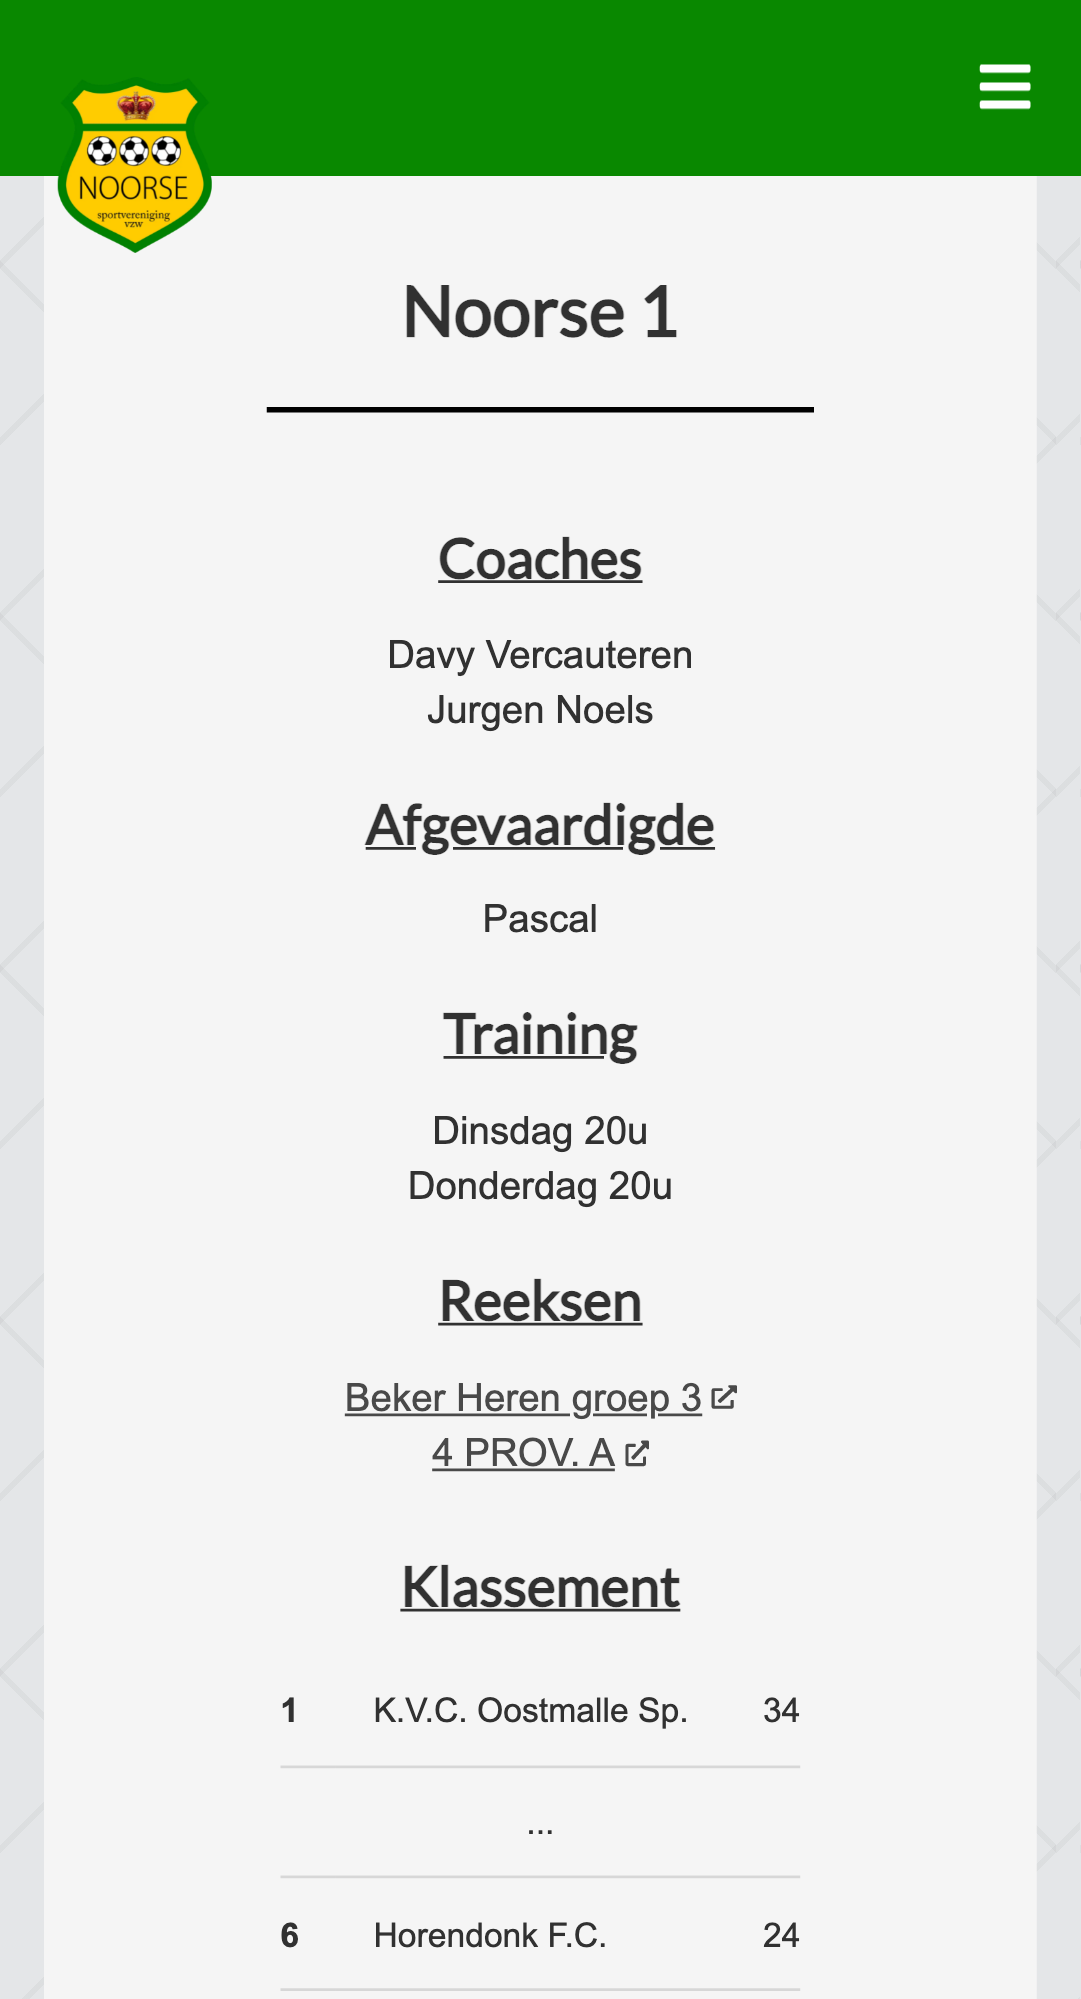 NOORSE
sportvereniging
vzw
Noorse 1
Coaches
Davy Vercauteren
Jurgen Noels
Afgevaardigde
Pascal
Training
Dinsdag 20u
Donderdag 20u
Reeksen
Beker Heren groep 3
4 PROV. A
Klassement
1 K.V.C. Oostmalle Sp. 34
...
6 Horendonk F.C. 24